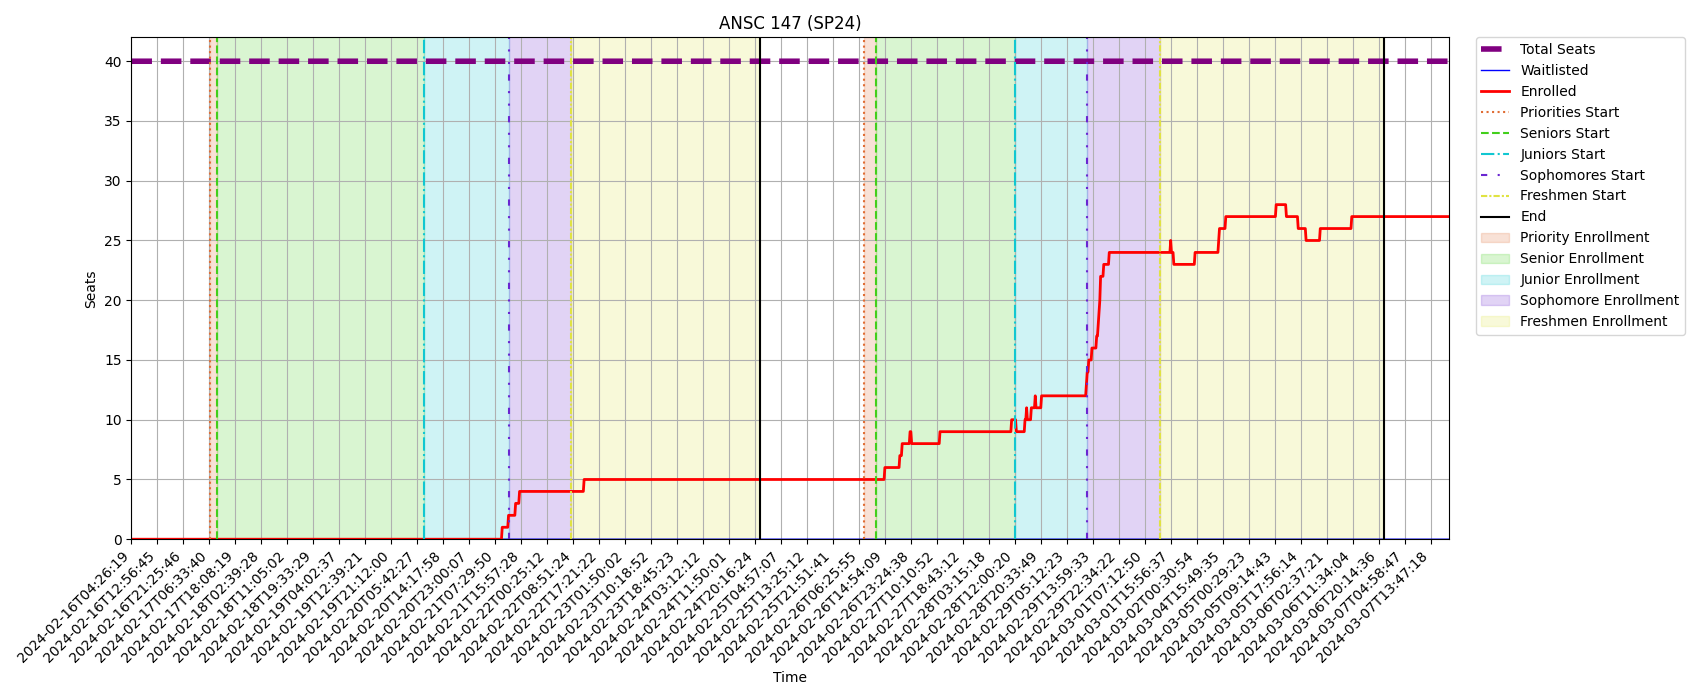 ANSC 147 (SP24)
Seats
40
35
30
25
20
15
10
5
0
2024-02-16T04:26:19
2024-02-16T12:56:45
2024-02-16T21:25:46
2024-02-17T06:33:40
2024-02-17T18:08:19
2024-02-18T02:39:28
2024-02-18T11:05:02
2024-02-18T19:33:29
2024-02-19T04:02:37
2024-02-19T12:39:21
2024-02-19T21:12:00
2024-02-20T05:42:27
2024-02-20T14:17:58
2024-02-20T23:00:07
2024-02-21T07:29:50
2024-02-21T15:57:28
2024-02-22T00:25:12
2024-02-22T08:51:24
2024-02-22T17:21:22
2024-02-23T01:50:02
2024-02-23T10:18:52
2024-02-23T18:45:23
2024-02-24T03:12:12
2024-02-24T11:50:01
2024-02-24T20:16:24
2024-02-25T04:57:07
2024-02-25T13:25:12
2024-02-25T21:51:41
2024-02-26T06:25:55
2024-02-26T14:54:09
2024-02-26T23:24:38
2024-02-27T10:10:52
2024-02-27T18:43:12
2024-02-28T03:15:18
2024-02-28T12:00:20
2024-02-28T20:33:49
2024-02-29T05:12:23
2024-02-29T13:59:33
2024-02-29T22:34:22
2024-03-01T07:12:50
2024-03-01T15:56:37
2024-03-02T00:30:54
2024-03-04T15:49:35
2024-03-05T00:29:23
2024-03-05T09:14:43
2024-03-05T17:56:14
2024-03-06T02:37:21
2024-03-06T11:34:04
2024-03-06T20:14:36
2024-03-07T04:58:47
2024-03-07T13:47:18
Time
Total Seats
Waitlisted
Enrolled
Priorities Start
Seniors Start
Juniors Start
Sophomores Start
Freshmen Start
End
Priority Enrollment
Senior Enrollment
Junior Enrollment
Sophomore Enrollment
Freshmen Enrollment